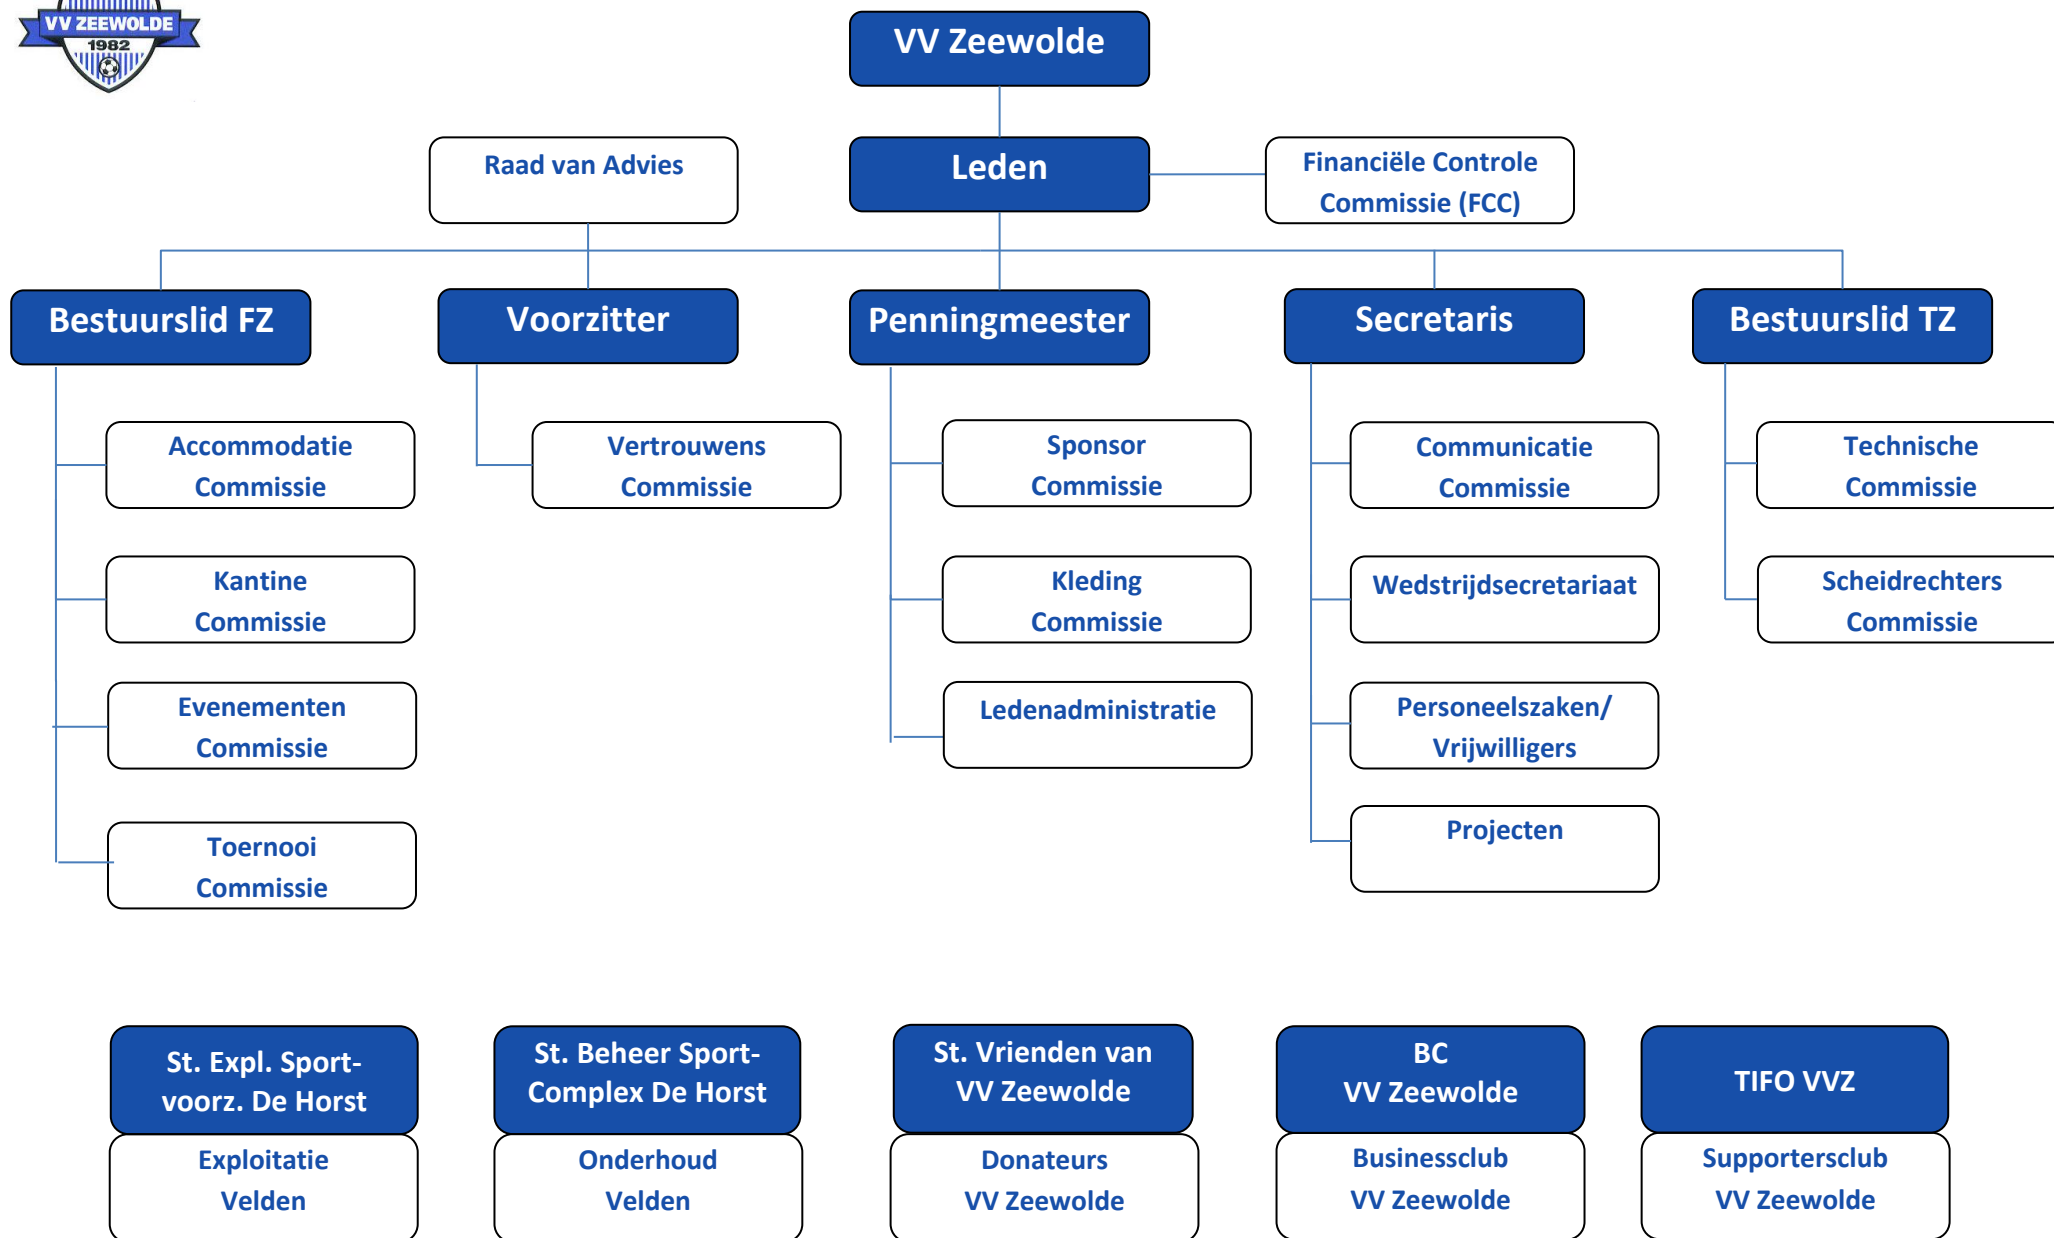 VV ZEEWOLDE
1982
VV Zeewolde
Raad van Advies
Leden
Financiële Controle
Commissie (FCC)
Bestuurslid FZ
Voorzitter
Penningmeester
Secretaris
Bestuurslid TZ
Accommodatie
Commissie
Vertrouwens
Commissie
Sponsor
Commissie
Communicatie
Commissie
Technische
Commissie
Kantine
Commissie
Kleding
Commissie
Wedstrijdsecretariaat
Scheidrechters
Commissie
Evenementen
Commissie
Ledenadministratie
Personeelszaken/
Vrijwilligers
Toernooi
Commissie
Projecten
St. Expl. Sport-
voorz. De Horst
Exploitatie
Velden
St. Beheer Sport-
Complex De Horst
Onderhoud
Velden
St. Vrienden van
VV Zeewolde
Donateurs
VV Zeewolde
BC
VV Zeewolde
Businessclub
VV Zeewolde
TIFO VVZ
Supportersclub
VV Zeewolde